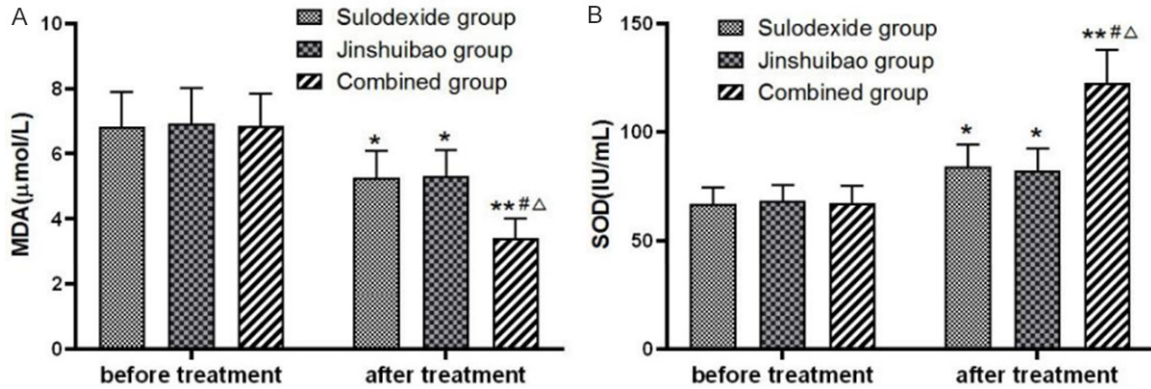 A
MDA(μmol/L)
10
8
6
4
2
0
Sulodexide group
Jinshuibao group
Combined group
*
*
**#△
before treatment
after treatment
B
SOD(IU/mL)
150
100
50
0
Sulodexide group
Jinshuibao group
Combined group
*
*
**#△
before treatment
after treatment